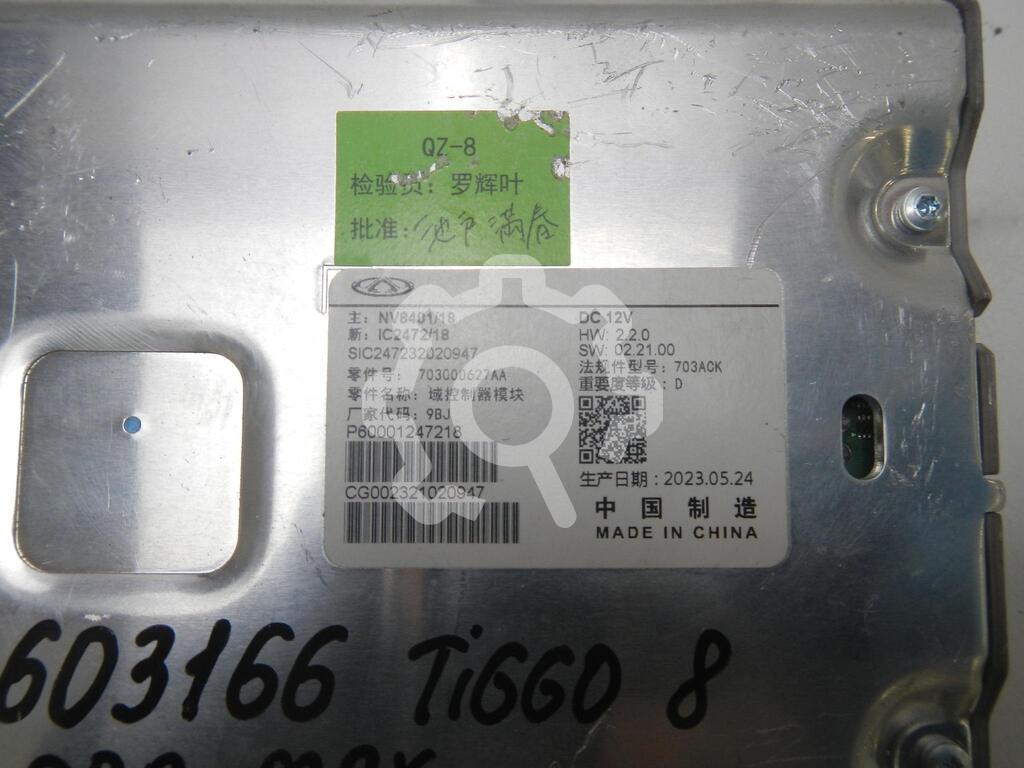 QZ-8
检验员：罗辉叶
批准：
主：NV8401/18
新：IC2472/18
SIC247232020947
零件号：703000627AA
零件名称：域控制器模块
厂家代码：9BJ
P60001247218
CG002321020947
DC 12V
HW: 2.2.0
SW: 02.21.00
法规件型号：703ACK
重要度等级：D
生产日期：2023.05.24
中国制造
MADE IN CHINA
603166 TiGGO 8